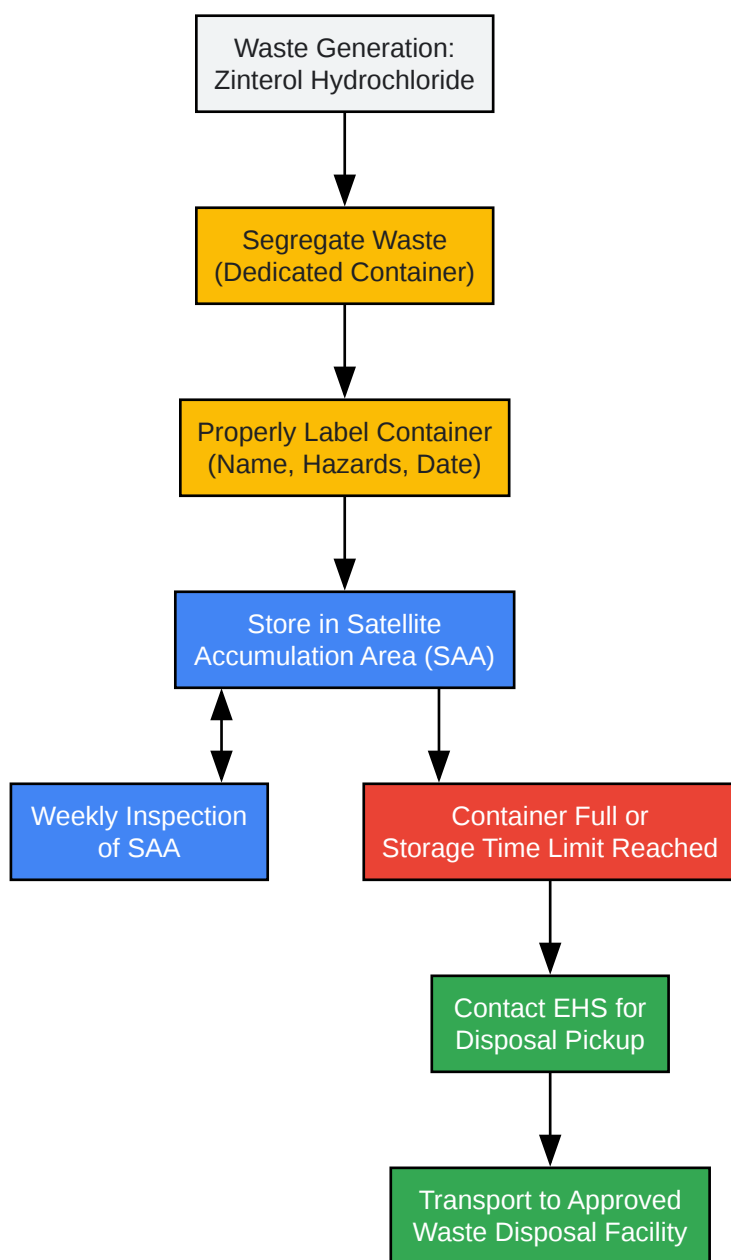 Waste Generation:
Zinterol Hydrochloride
Segregate Waste
(Dedicated Container)
Properly Label Container
(Name, Hazards, Date)
Store in Satellite
Accumulation Area (SAA)
Weekly Inspection
of SAA
Container Full or
Storage Time Limit Reached
Contact EHS for
Disposal Pickup
Transport to Approved
Waste Disposal Facility